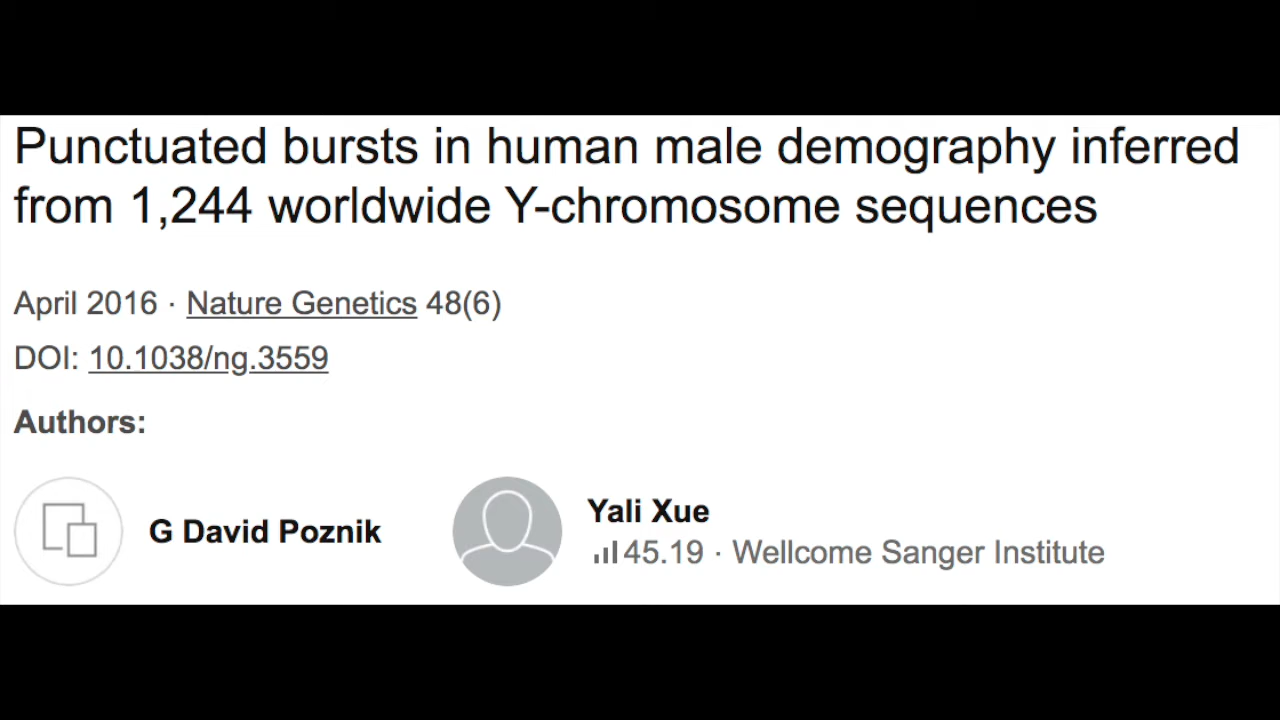 Punctuated bursts in human male demography inferred
from 1,244 worldwide Y-chromosome sequences
April 2016 · Nature Genetics 48(6)
DOI: 10.1038/ng.3559
Authors:
G David Poznik
Yali Xue
45.19 · Wellcome Sanger Institute